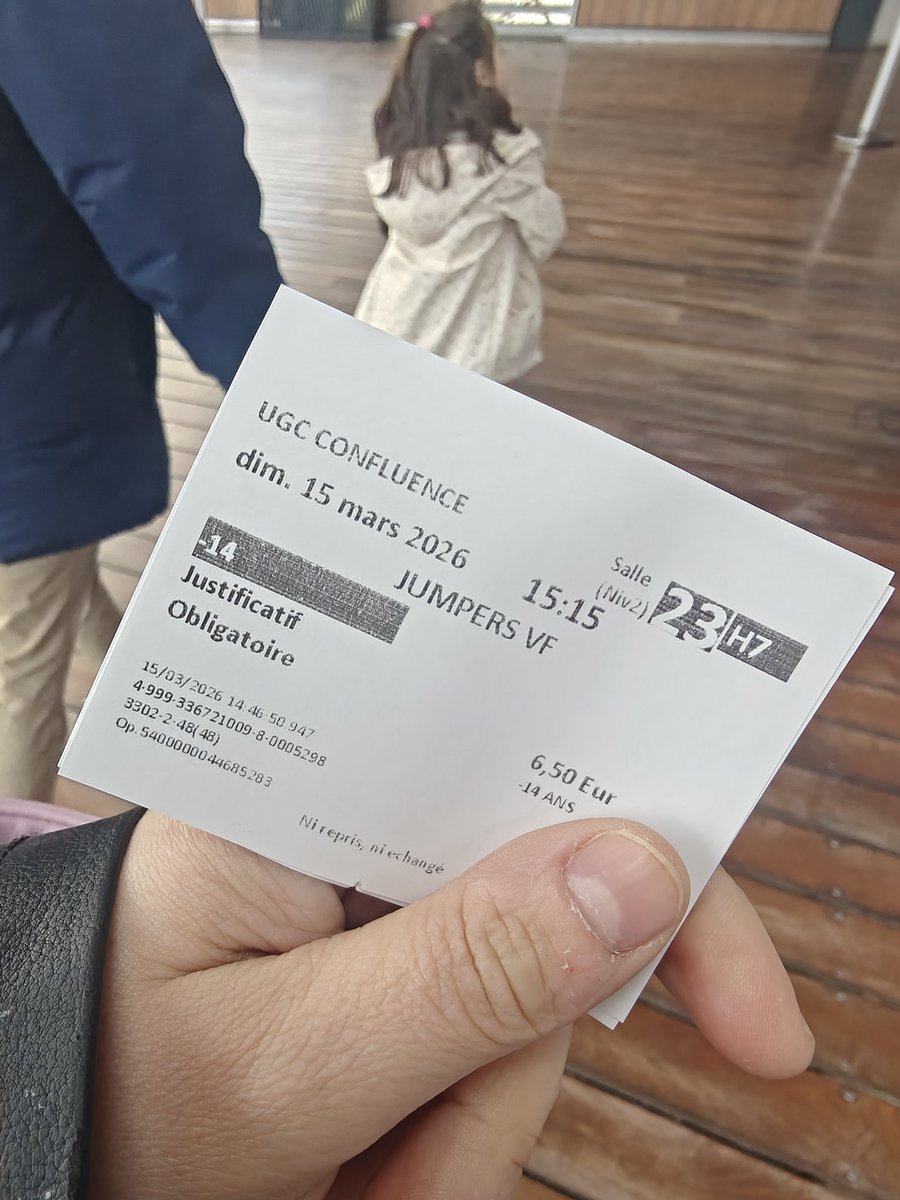 UGC CONFLUENCE
dim. 15 mars 2026 15:15 Salle (Niv2) 23 H7
-14 JUMPERS VF
Justificatif
Obligatoire
15/03/2026 14:46:50.947
4-999-336721009-8-0005298
3302-2-48(48)
Op. 5400000044685283
6,50 Eur
-14 ANS
Ni repris, ni echangé